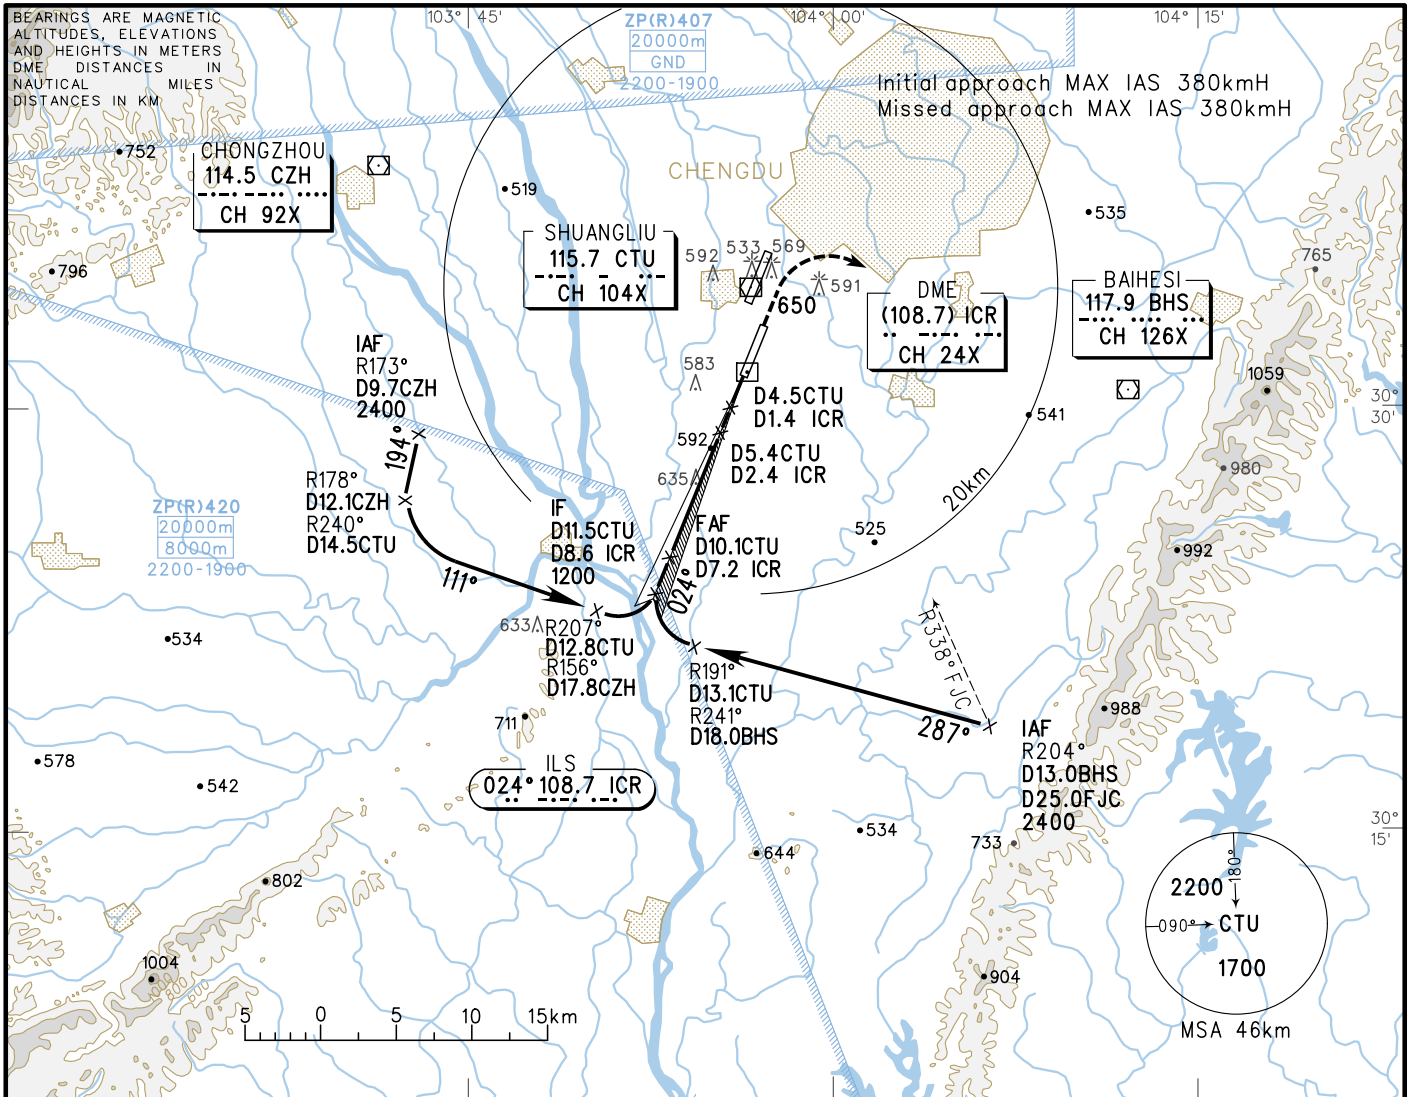 BEARINGS ARE MAGNETIC
ALTITUDES, ELEVATIONS
AND HEIGHTS IN METERS
DME DISTANCES IN
NAUTICAL MILES
DISTANCES IN KM
103°45'
104°00'
104°15'
ZP(R)407
20000m
GND
2200-1900
Initial approach MAX IAS 380kmH
Missed approach MAX IAS 380kmH
752
CHONGZHOU
114.5 CZH
CH 92X
519
CHENGDU
535
796
SHUANGLIU
115.7 CTU
CH 104X
592
533
569
591
650
DME
(108.7) ICR
CH 24X
BAIHESI
117.9 BHS
CH 126X
765
IAF
R173°
D9.7CZH
2400
194°
583
D4.5CTU
D1.4 ICR
1059
30°
30'
541
592
D5.4CTU
D2.4 ICR
635
980
20km
R178°
D12.1CZH
R240°
D14.5CTU
ZP(R)420
20000m
8000m
2200-1900
IF
D11.5CTU
D8.6 ICR
1200
FAF
D10.1CTU
D7.2 ICR
024°
525
992
111°
534
633
R207°
D12.8CTU
R156°
D17.8CZH
R191°
D13.1CTU
R241°
D18.0BHS
R338°FJC
287°
IAF
R204°
D13.0BHS
D25.0FJC
2400
988
711
578
542
ILS
024° 108.7 ICR
534
733
30°
15'
644
802
1004
904
2200
180°
090°
CTU
1700
MSA 46km
5 0 5 10 15km